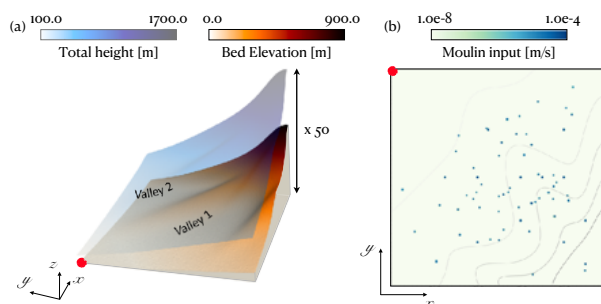 (a) 100.0 1700.0 0.0 900.0
Total height [m] Bed Elevation [m]
x 50
Valley 2
Valley 1
z
y x
(b) 1.0e-8 1.0e-4
Moulin input [m/s]
y
x